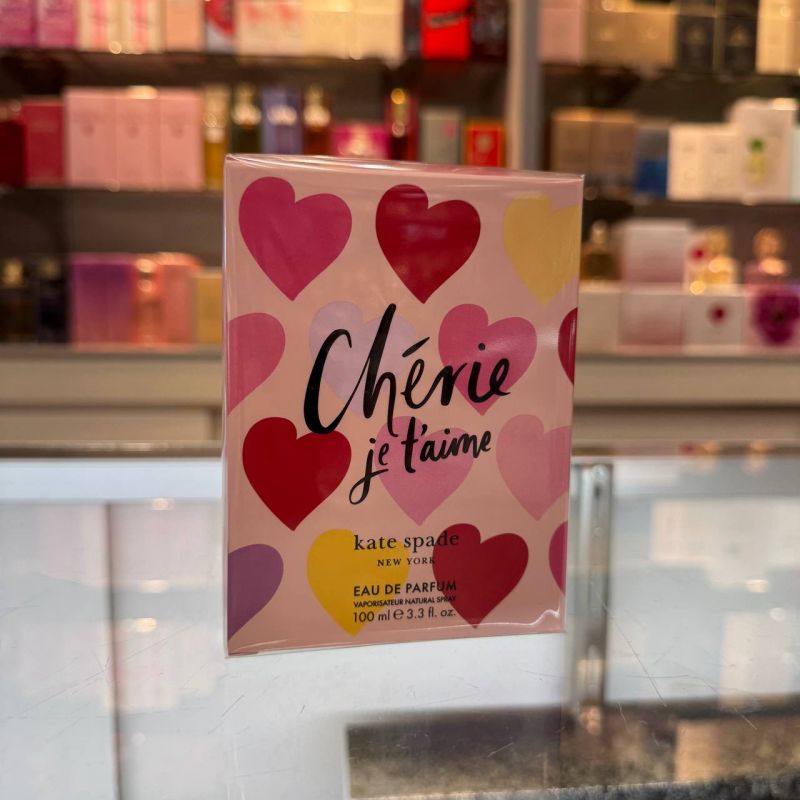 Chérie
je t'aime
kate spade
NEW YORK
EAU DE PARFUM
VAPORISATEUR NATURAL SPRAY
100 ml ℮ 3.3 fl. oz.